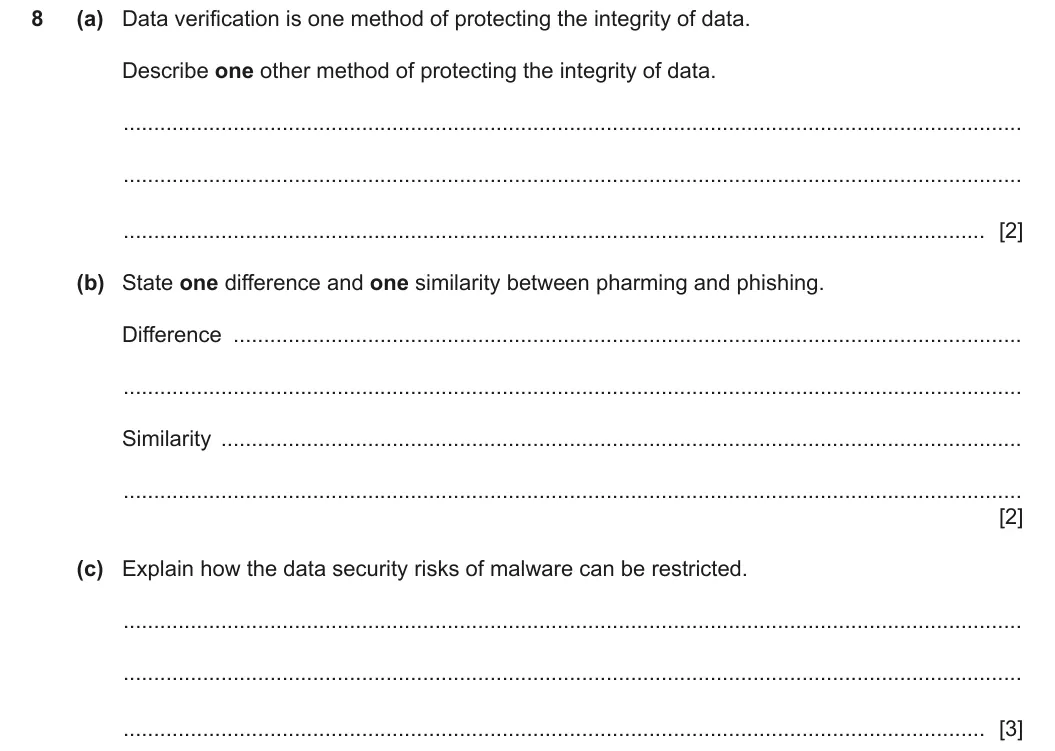 8 (a) Data verification is one method of protecting the integrity of data.
Describe one other method of protecting the integrity of data.
..........................................................................................................................................................
..........................................................................................................................................................
.................................................................................................................................................... [2]
(b) State one difference and one similarity between pharming and phishing.
Difference .......................................................................................................................................
..........................................................................................................................................................
Similarity .........................................................................................................................................
..........................................................................................................................................................
[2]
(c) Explain how the data security risks of malware can be restricted.
..........................................................................................................................................................
..........................................................................................................................................................
.................................................................................................................................................... [3]